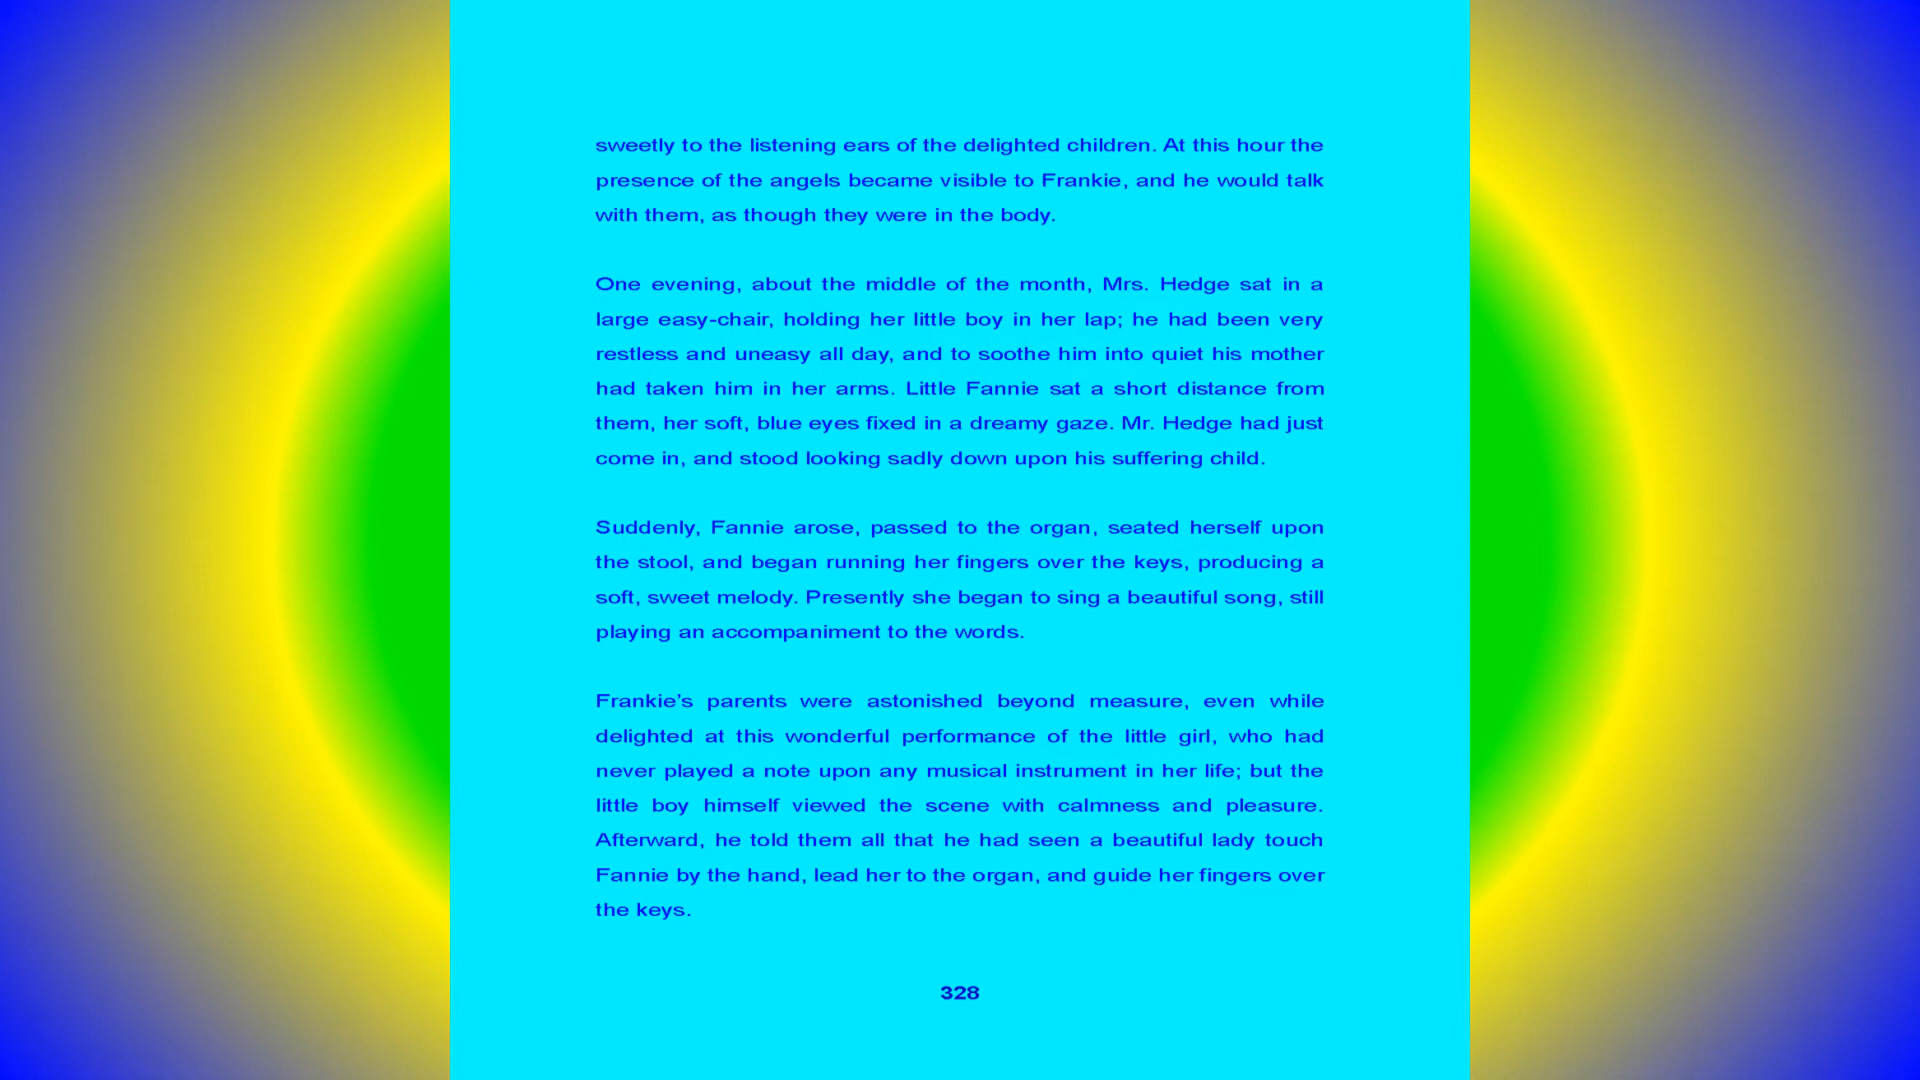 sweetly to the listening ears of the delighted children. At this hour the
presence of the angels became visible to Frankie, and he would talk
with them, as though they were in the body.
One evening, about the middle of the month, Mrs. Hedge sat in a
large easy-chair, holding her little boy in her lap; he had been very
restless and uneasy all day, and to soothe him into quiet his mother
had taken him in her arms. Little Fannie sat a short distance from
them, her soft, blue eyes fixed in a dreamy gaze. Mr. Hedge had just
come in, and stood looking sadly down upon his suffering child.
Suddenly, Fannie arose, passed to the organ, seated herself upon
the stool, and began running her fingers over the keys, producing a
soft, sweet melody. Presently she began to sing a beautiful song, still
playing an accompaniment to the words.
Frankie’s parents were astonished beyond measure, even while
delighted at this wonderful performance of the little girl, who had
never played a note upon any musical instrument in her life; but the
little boy himself viewed the scene with calmness and pleasure.
Afterward, he told them all that he had seen a beautiful lady touch
Fannie by the hand, lead her to the organ, and guide her fingers over
the keys.
328